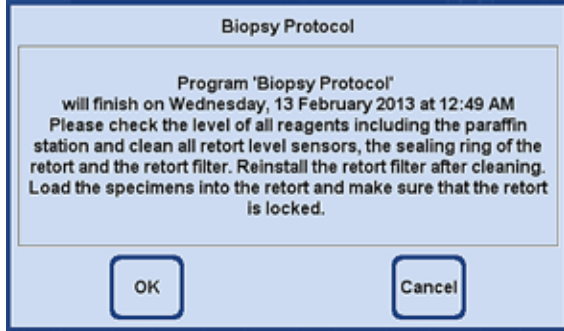 Biopsy Protocol
Program 'Biopsy Protocol'
will finish on Wednesday, 13 February 2013 at 12:49 AM
Please check the level of all reagents including the paraffin
station and clean all retort level sensors, the sealing ring of the
retort and the retort filter. Reinstall the retort filter after cleaning.
Load the specimens into the retort and make sure that the retort
is locked.
OK
Cancel